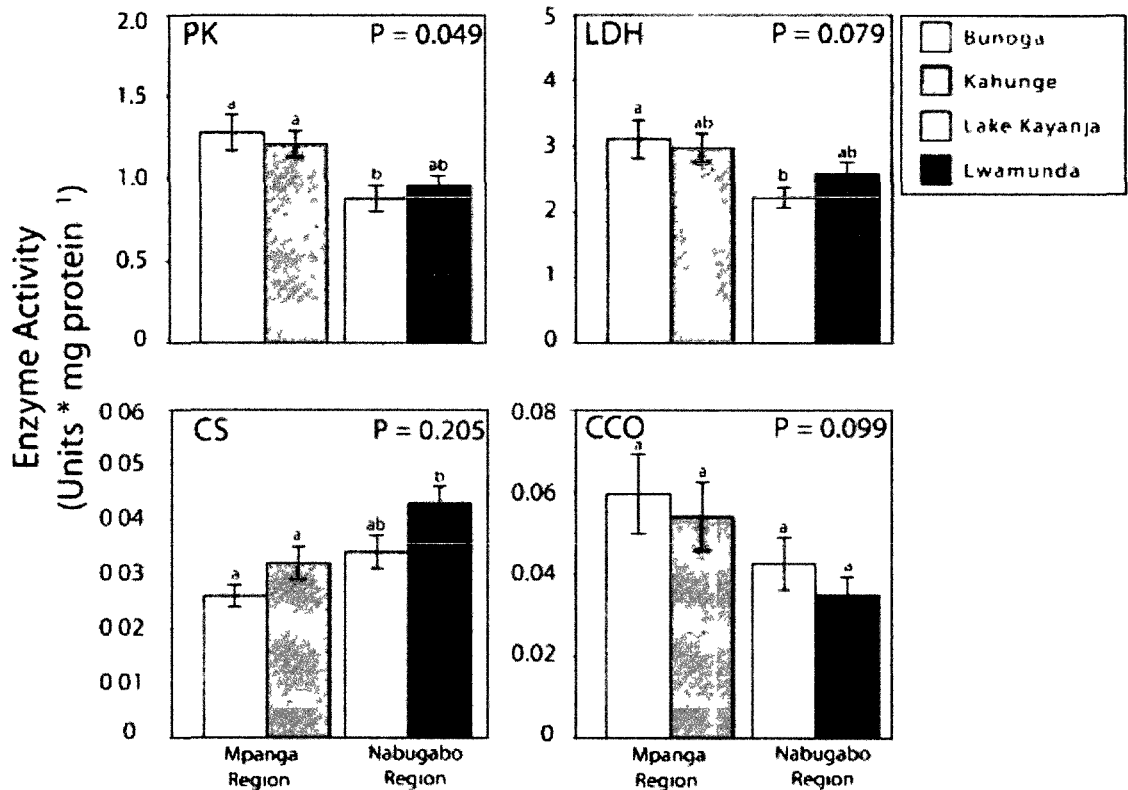 Enzyme Activity
(Units * mg protein ¹)
PK
P = 0.049
2.0
1.5
1.0
0.5
0
a
a
b
ab
LDH
P = 0.079
5
4
3
2
1
0
a
ab
b
ab
Bunoga
Kahunge
Lake Kayanja
Lwamunda
CS
P = 0.205
0 06
0 05
0 04
0 03
0 02
0 01
0
a
a
ab
b
Mpanga
Region
Nabugabo
Region
CCO
P = 0.099
0.08
0.06
0.04
0.02
0
a
a
a
a
Mpanga
Region
Nabugabo
Region